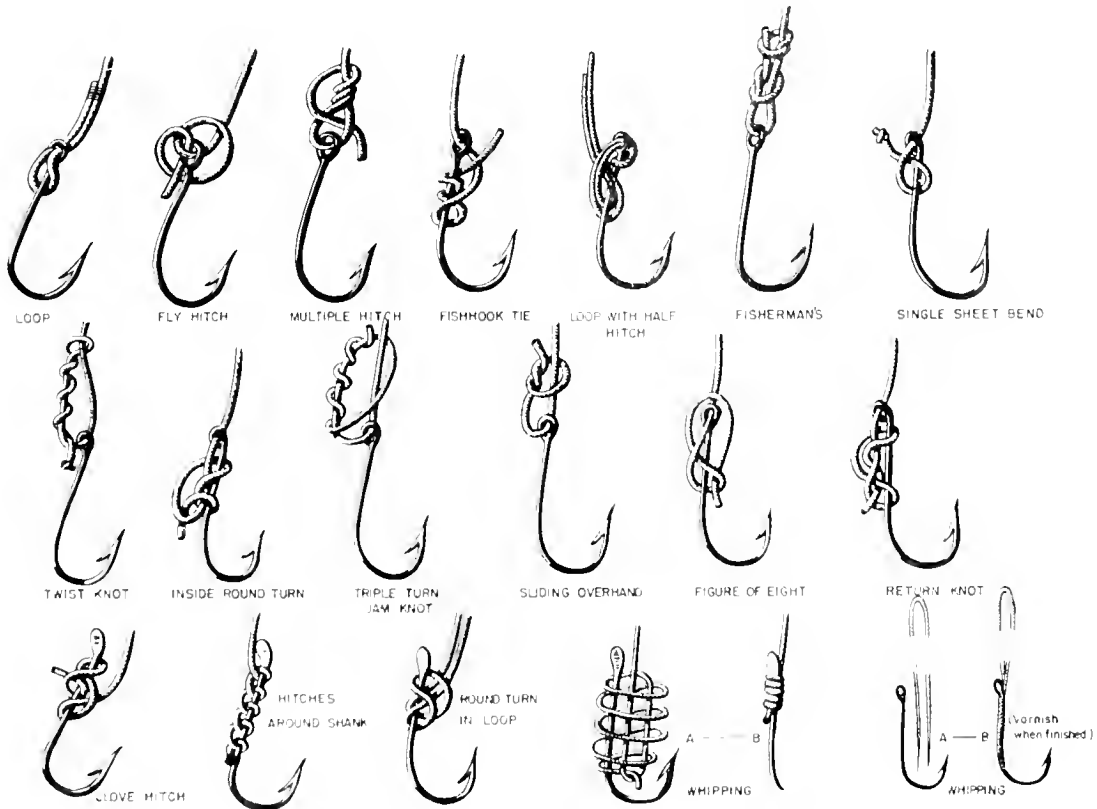 LOOP
FLY HITCH
MULTIPLE HITCH
FISHHOOK TIE
LOOP WITH HALF
HITCH
FISHERMAN'S
SINGLE SHEET BEND
TWIST KNOT
INSIDE ROUND TURN
TRIPLE TURN
JAM KNOT
SLIDING OVERHAND
FIGURE OF EIGHT
RETURN KNOT
CLOVE HITCH
HITCHES
AROUND SHANK
ROUND TURN
IN LOOP
A - - - B
WHIPPING
A — B
(Varnish
when finished.)
WHIPPING